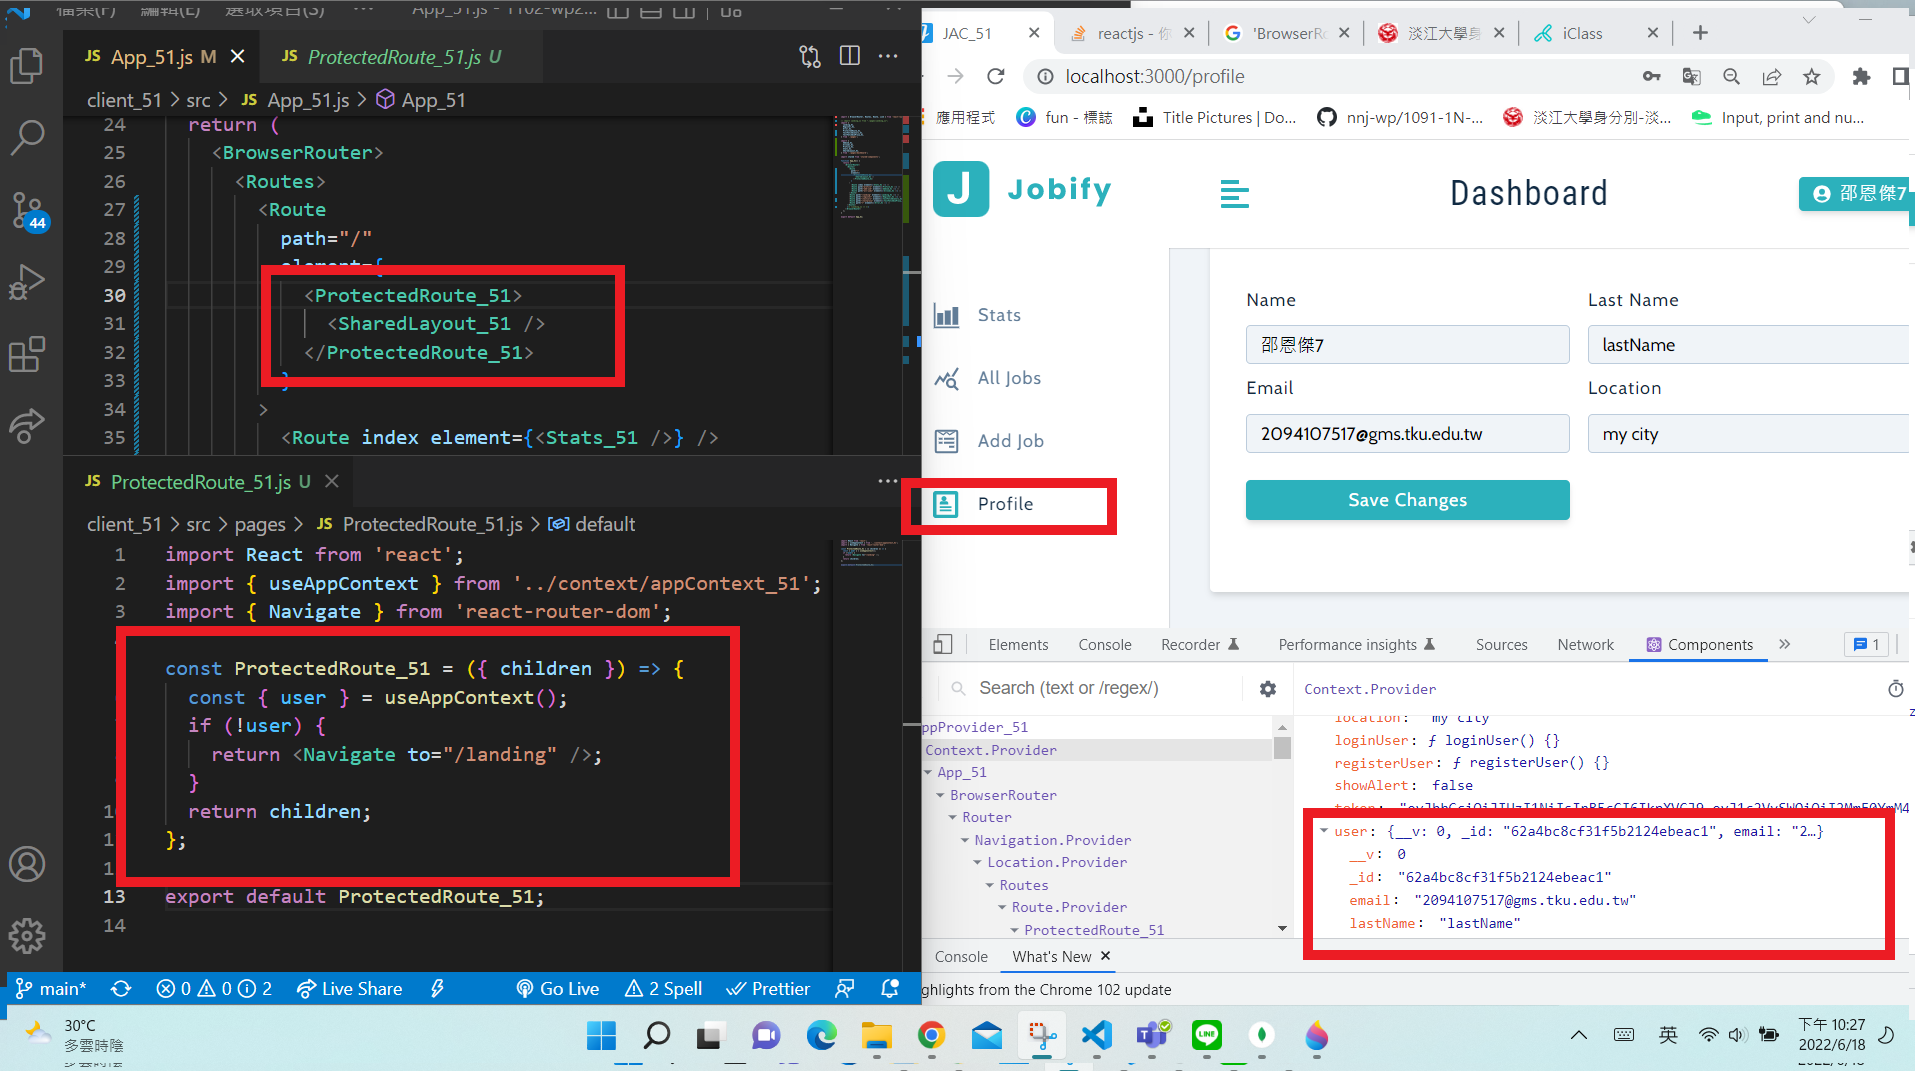 檔案(F) 編輯(E) 選取項目(S) ··· App_51.js - 1102-wp2...
JS App_51.js M ×
JS ProtectedRoute_51.js U
client_51 > src > JS App_51.js > App_51
24 return (
25 <BrowserRouter>
26 <Routes>
27 <Route
28 path="/"
29 element={
30 <ProtectedRoute_51>
31 <SharedLayout_51 />
32 </ProtectedRoute_51>
33 }
34 >
35 <Route index element={<Stats_51 />} />
JS ProtectedRoute_51.js U ×
client_51 > src > pages > JS ProtectedRoute_51.js > default
1 import React from 'react';
2 import { useAppContext } from '../context/appContext_51';
3 import { Navigate } from 'react-router-dom';
const ProtectedRoute_51 = ({ children }) => {
const { user } = useAppContext();
if (!user) {
return <Navigate to="/landing" />;
}
return children;
};
13 export default ProtectedRoute_51;
14
44
main* 0 0 2 Live Share Go Live 2 Spell Prettier
JAC_51 × reactjs - 你 × 'BrowserRo × 淡江大學身 × iClass × +
localhost:3000/profile
應用程式 fun - 標誌 Title Pictures | Do... nnj-wp/1091-1N-... 淡江大學身分別-淡... Input, print and nu...
J Jobify
Dashboard
邵恩傑7
Stats
All Jobs
Add Job
Profile
Name
邵恩傑7
Last Name
lastName
Email
2094107517@gms.tku.edu.tw
Location
my city
Save Changes
Elements Console Recorder Performance insights Sources Network Components » 1
Search (text or /regex/)
Context.Provider
ppProvider_51
Context.Provider
App_51
BrowserRouter
Router
Navigation.Provider
Location.Provider
Routes
Route.Provider
ProtectedRoute_51
location: "my city"
loginUser: ƒ loginUser() {}
registerUser: ƒ registerUser() {}
showAlert: false
token:
user: {__v: 0, _id: "62a4bc8cf31f5b2124ebeac1", email: "2…}
__v: 0
_id: "62a4bc8cf31f5b2124ebeac1"
email: "2094107517@gms.tku.edu.tw"
lastName: "lastName"
Console What's New ×
ghlights from the Chrome 102 update
30°C
多雲時陰
英
下午 10:27
2022/6/18